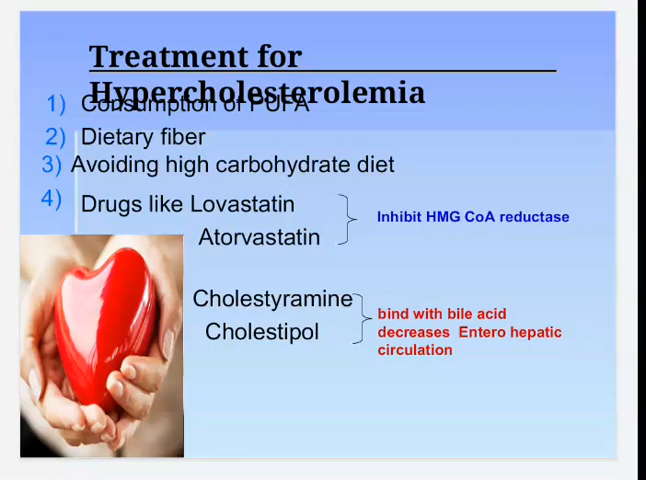 Treatment for
Hypercholesterolemia
1) Consumption of PUFA
2) Dietary fiber
3) Avoiding high carbohydrate diet
4) Drugs like Lovastatin
Atorvastatin
Inhibit HMG CoA reductase
Cholestyramine
Cholestipol
bind with bile acid
decreases Entero hepatic
circulation